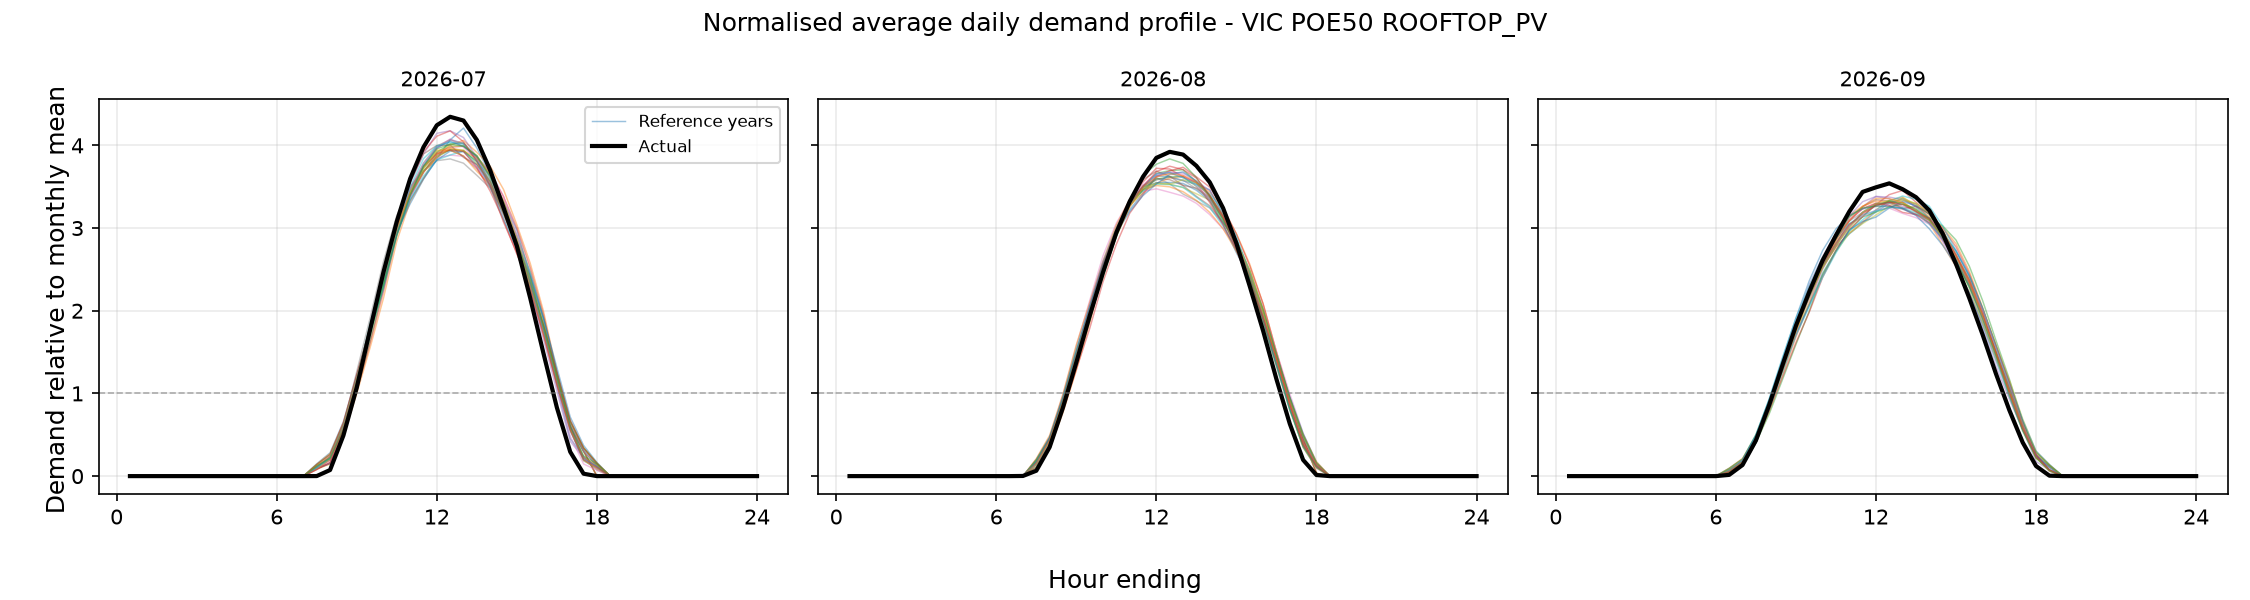 Normalised average daily demand profile - VIC POE50 ROOFTOP_PV
2026-07
2026-08
2026-09
Demand relative to monthly mean
4
3
2
1
0
Reference years
Actual
0 6 12 18 24
0 6 12 18 24
0 6 12 18 24
Hour ending